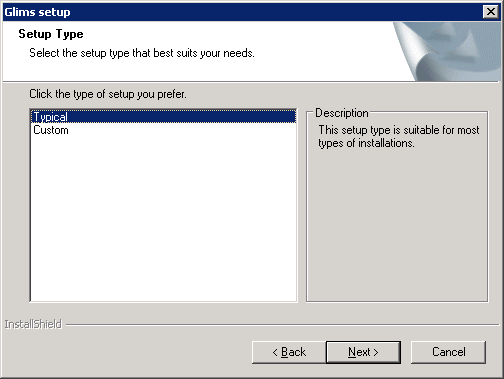 Glims setup
Setup Type
Select the setup type that best suits your needs.
Click the type of setup you prefer.
Typical
Custom
Description
This setup type is suitable for most
types of installations.
InstallShield
< Back
Next >
Cancel